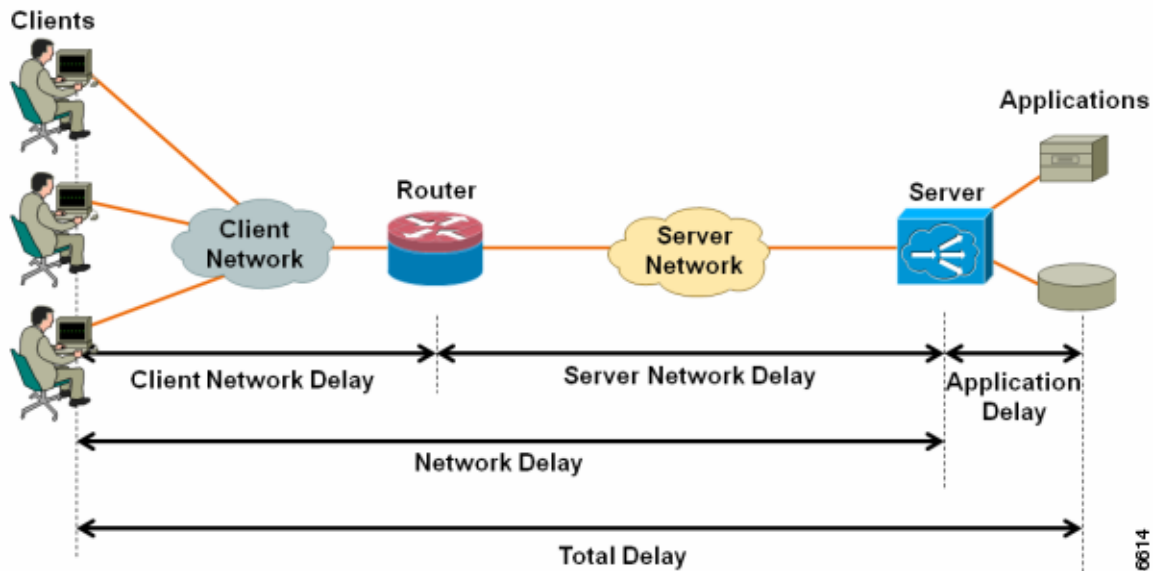 Clients
Applications
Router
Server
Client
Network
Server
Network
Client Network Delay
Server Network Delay
Application
Delay
Network Delay
Total Delay
6614